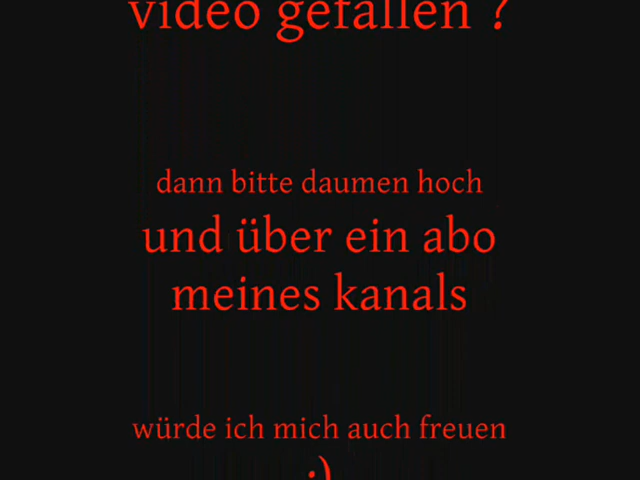 video gefallen ?
dann bitte daumen hoch
und über ein abo
meines kanals
würde ich mich auch freuen
:)